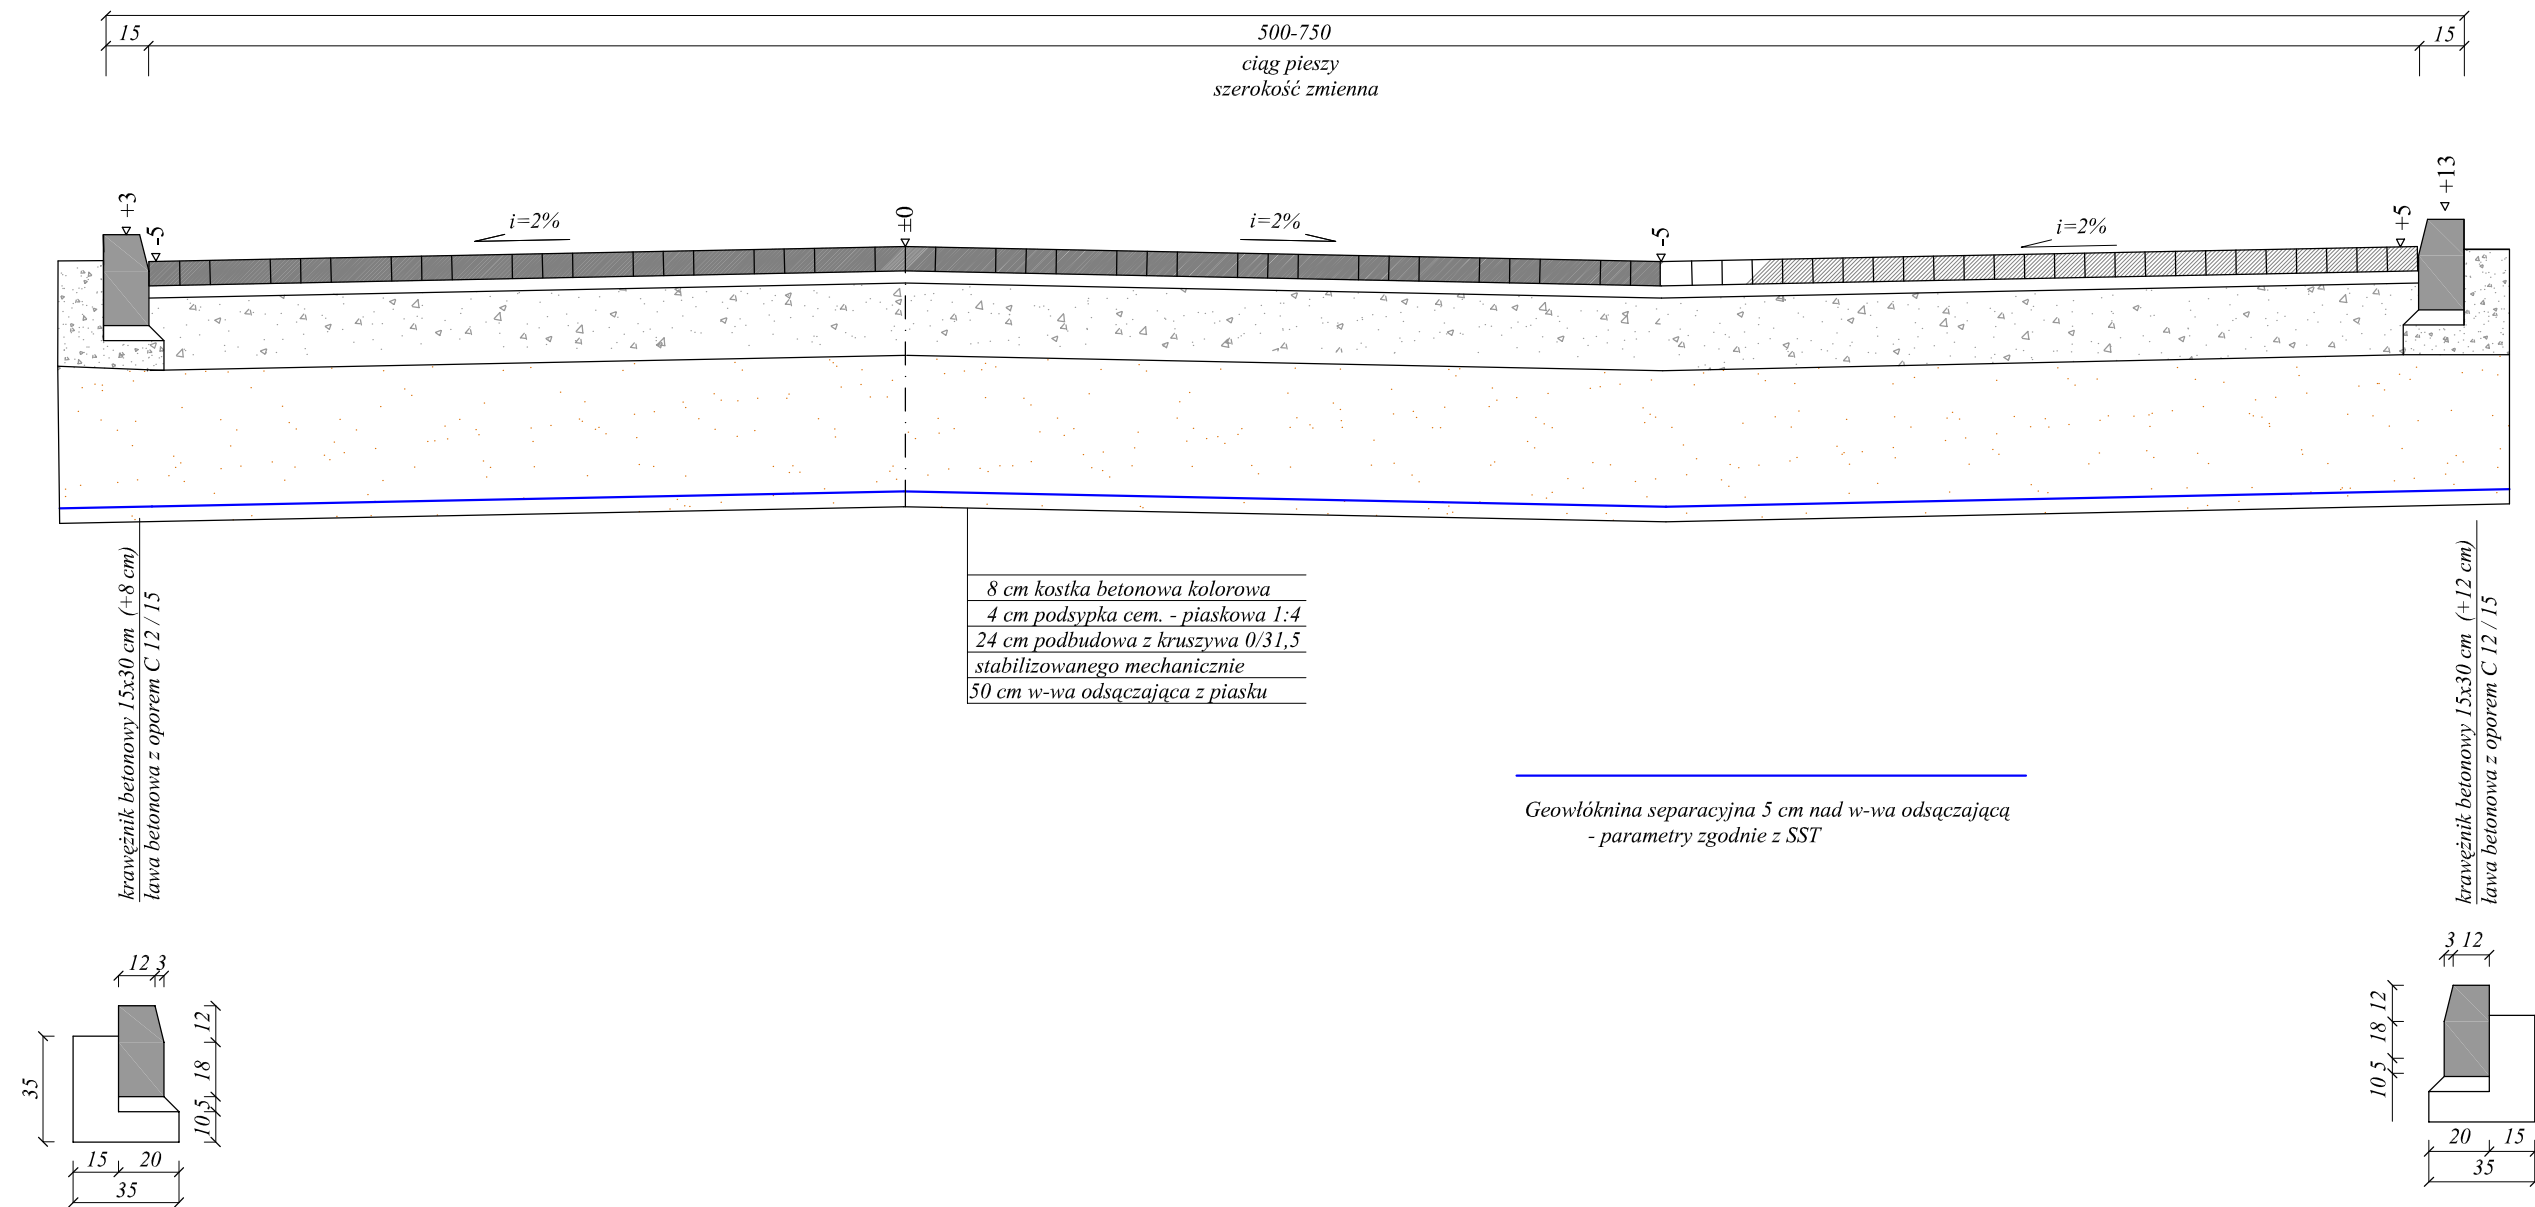 15
500-750
15
ciąg pieszy
szerokość zmienna
+3
-5
i=2%
±0
i=2%
-5
i=2%
+5
+13
krawężnik betonowy 15x30 cm (+8 cm)
ława betonowa z oporem C 12 / 15
8 cm kostka betonowa kolorowa
4 cm podsypka cem. - piaskowa 1:4
24 cm podbudowa z kruszywa 0/31,5
stabilizowanego mechanicznie
50 cm w-wa odsączająca z piasku
Geowłóknina separacyjna 5 cm nad w-wa odsączającą
- parametry zgodnie z SST
krawężnik betonowy 15x30 cm (+12 cm)
ława betonowa z oporem C 12 / 15
12 3
12
18
5
10
35
15 20
35
3 12
12
18
5
10
20 15
35